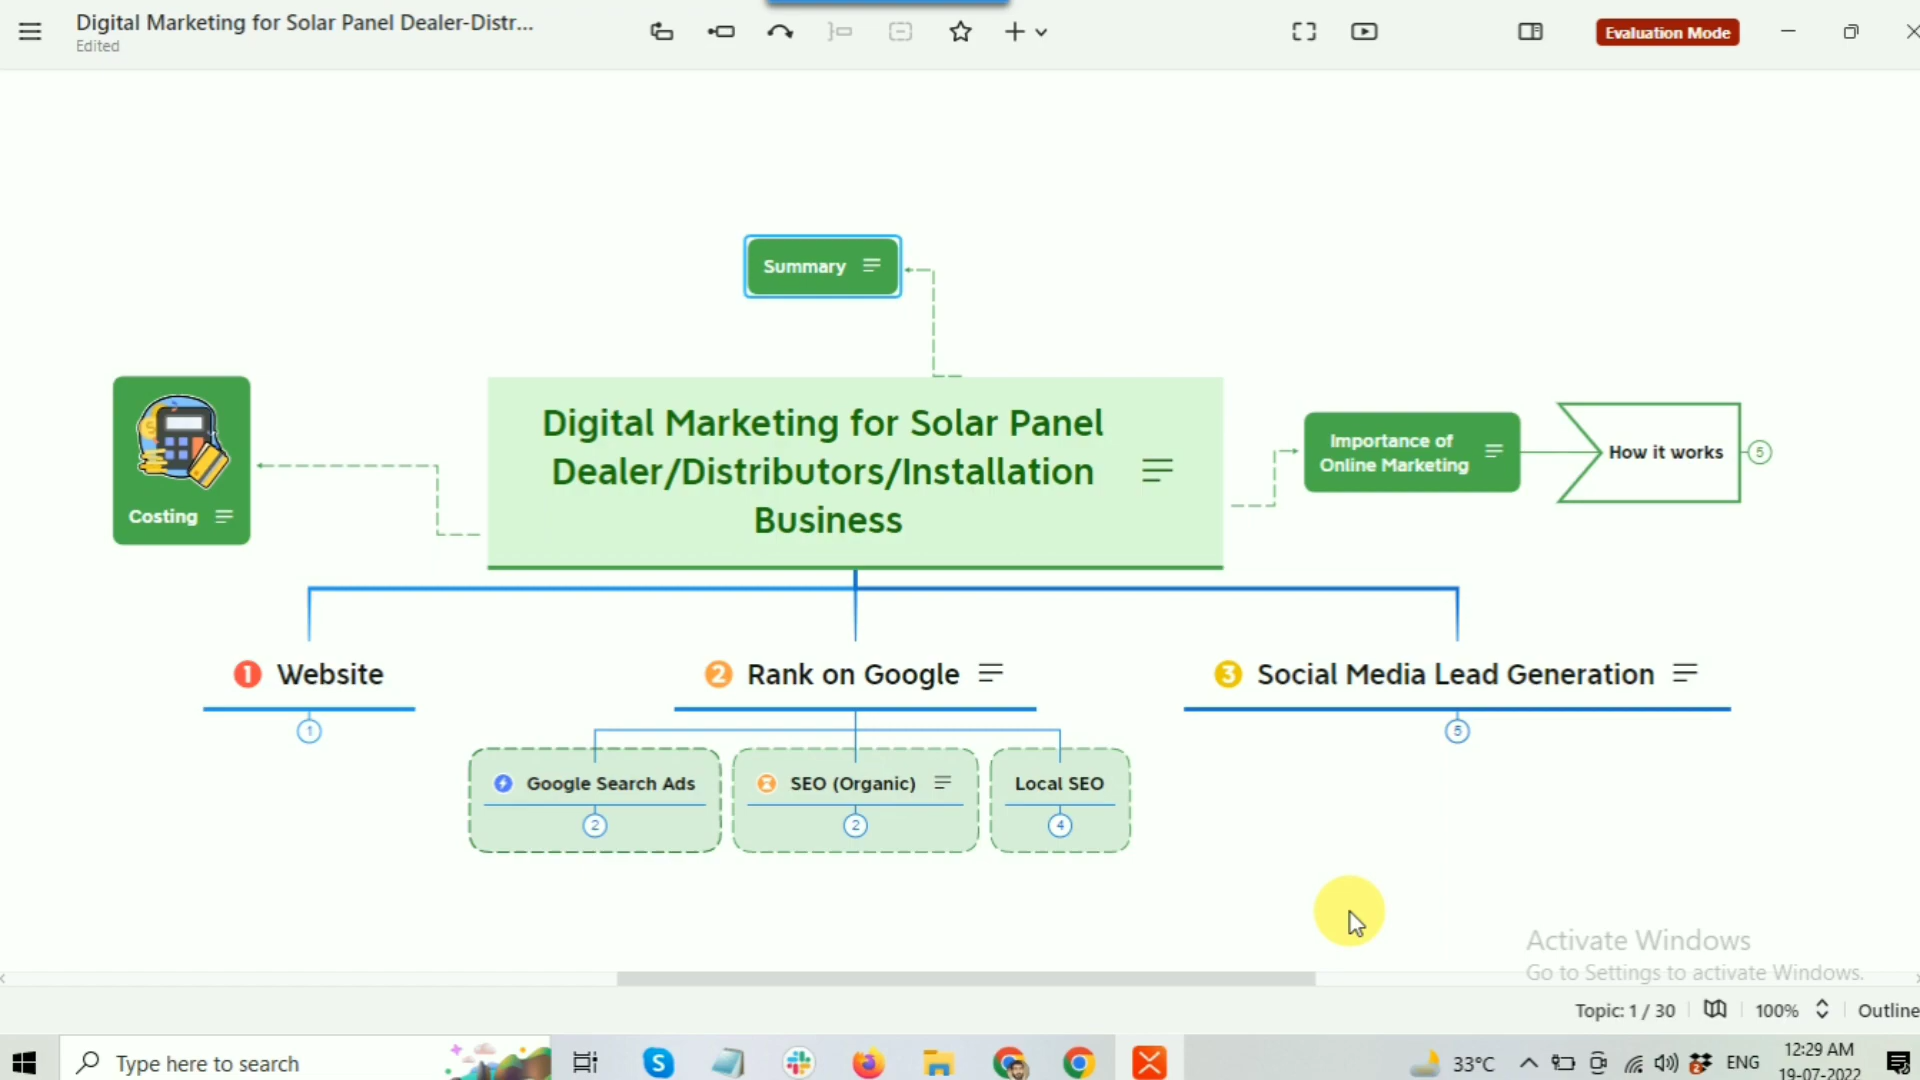 Digital Marketing for Solar Panel Dealer-Distr...
Edited
Evaluation Mode
Summary
Costing
Digital Marketing for Solar Panel
Dealer/Distributors/Installation
Business
Importance of
Online Marketing
How it works
5
1 Website
1
2 Rank on Google
3 Social Media Lead Generation
5
Google Search Ads
2
SEO (Organic)
2
Local SEO
4
Activate Windows
Go to Settings to activate Windows.
Topic: 1 / 30
100%
Outline
Type here to search
33°C
ENG
12:29 AM
19-07-2022